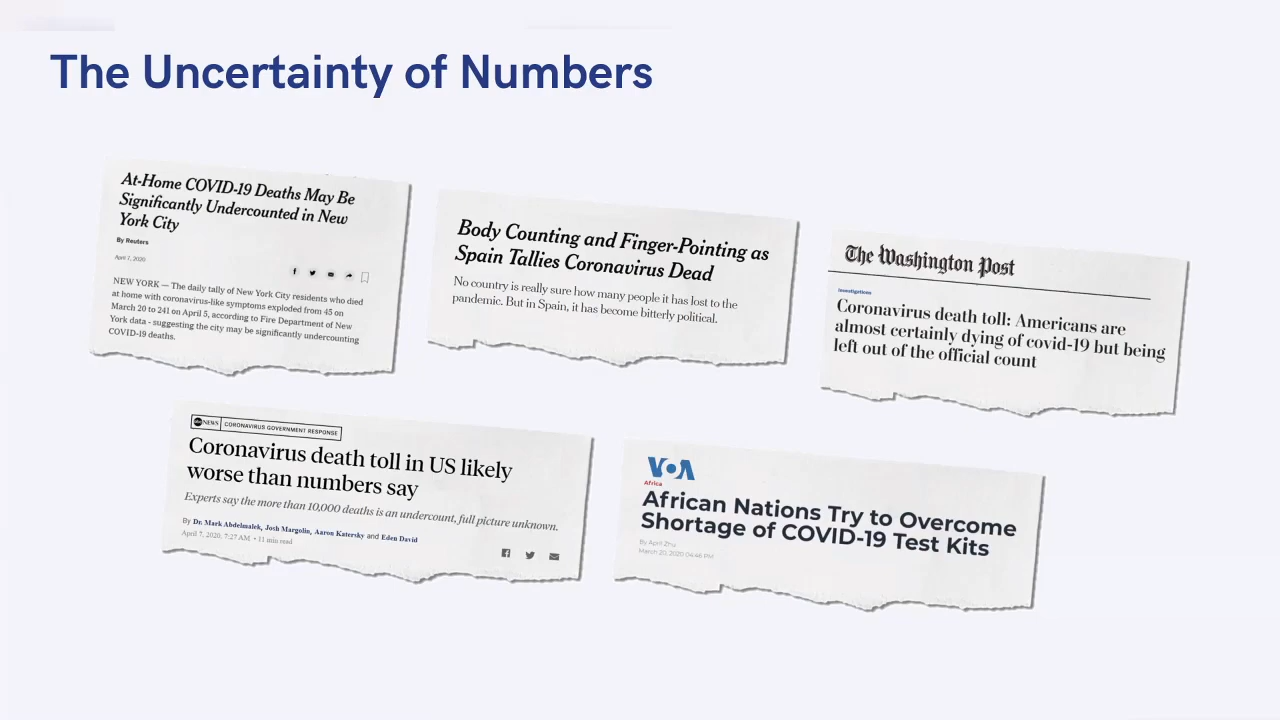 The Uncertainty of Numbers
At-Home COVID-19 Deaths May Be
Significantly Undercounted in New
York City
By Reuters
April 7, 2020
NEW YORK — The daily tally of New York City residents who died
at home with coronavirus-like symptoms exploded from 45 on
March 20 to 241 on April 5, according to Fire Department of New
York data - suggesting the city may be significantly undercounting
COVID-19 deaths.
Body Counting and Finger-Pointing as
Spain Tallies Coronavirus Dead
No country is really sure how many people it has lost to the
pandemic. But in Spain, it has become bitterly political.
The Washington Post
Investigations
Coronavirus death toll: Americans are
almost certainly dying of covid-19 but being
left out of the official count
abc NEWS CORONAVIRUS GOVERNMENT RESPONSE
Coronavirus death toll in US likely
worse than numbers say
Experts say the more than 10,000 deaths is an undercount, full picture unknown.
By Dr. Mark Abdelmalek, Josh Margolin, Aaron Katersky and Eden David
April 7, 2020, 7:27 AM • 11 min read
VOA
Africa
African Nations Try to Overcome
Shortage of COVID-19 Test Kits
By April Zhu
March 20, 2020 04:46 PM